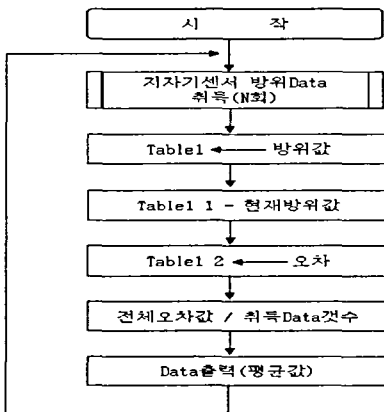 시 작
지자기센서 방위Data
취득(N회)
Table1 ← 방위값
Table1 1 - 현재방위값
Table1 2 ← 오차
전체오차값 / 취득Data갯수
Data출력(평균값)